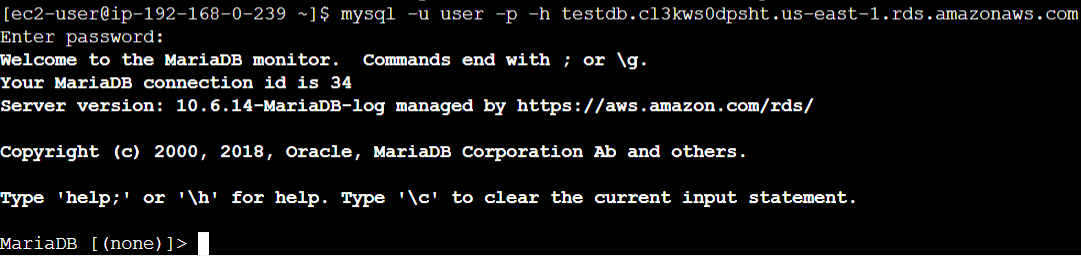 [ec2-user@ip-192-168-0-239 ~]$ mysql -u user -p -h testdb.cl3kws0dpsht.us-east-1.rds.amazonaws.com
Enter password:
Welcome to the MariaDB monitor.  Commands end with ; or \g.
Your MariaDB connection id is 34
Server version: 10.6.14-MariaDB-log managed by https://aws.amazon.com/rds/
Copyright (c) 2000, 2018, Oracle, MariaDB Corporation Ab and others.
Type 'help;' or '\h' for help. Type '\c' to clear the current input statement.
MariaDB [(none)]>